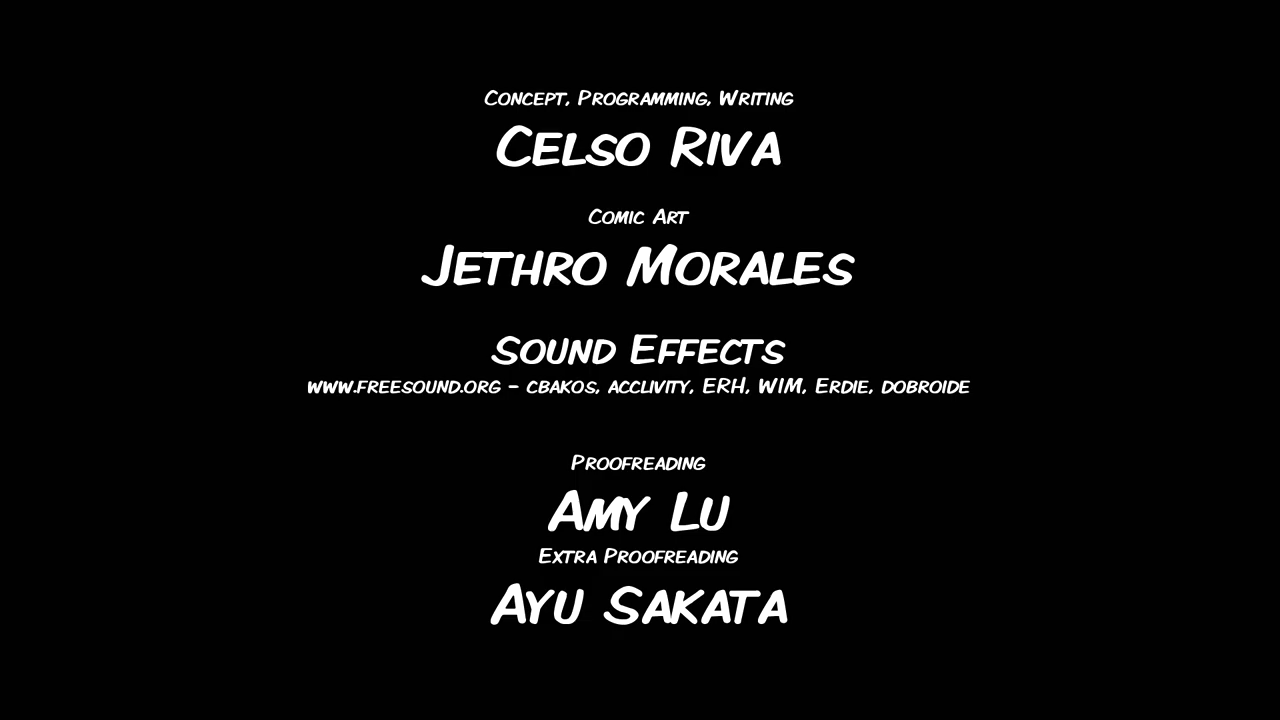 Concept, Programming, Writing
Celso Riva
Comic Art
Jethro Morales
Sound Effects
www.freesound.org - cbakos, acclivity, ERH, WIM, Erdie, dobroide
Proofreading
Amy Lu
Extra Proofreading
Ayu Sakata